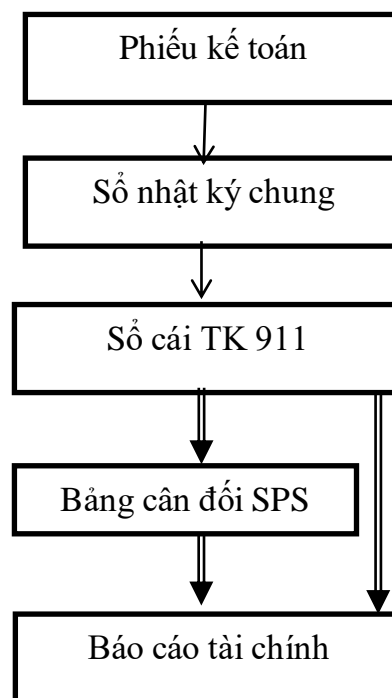 Phiếu kế toán
Sổ nhật ký chung
Sổ cái TK 911
Bảng cân đối SPS
Báo cáo tài chính